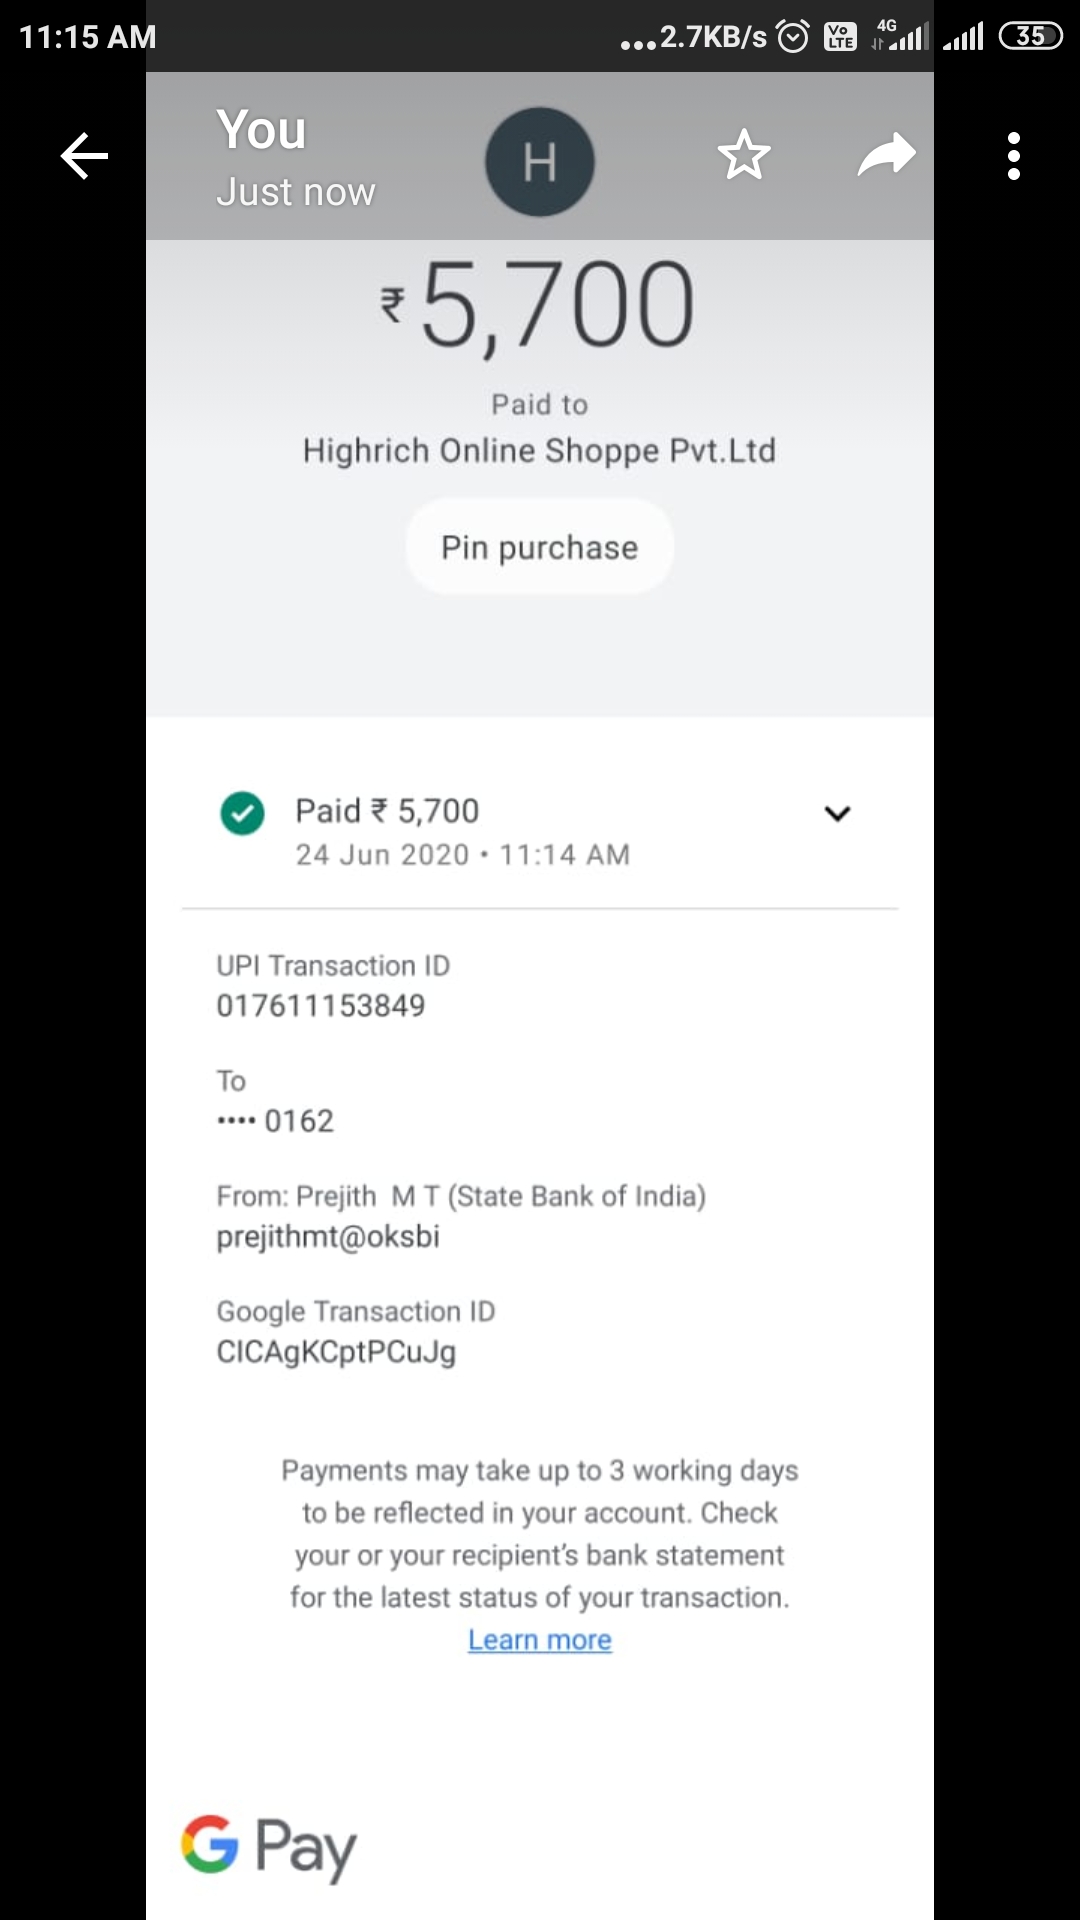 11:15 AM
...2.7KB/s Vo LTE 4G 35
You
Just now
H
₹5,700
Paid to
Highrich Online Shoppe Pvt.Ltd
Pin purchase
Paid ₹ 5,700
24 Jun 2020 • 11:14 AM
UPI Transaction ID
017611153849
To
•••• 0162
From: Prejith  M T (State Bank of India)
prejithmt@oksbi
Google Transaction ID
CICAgKCptPCuJg
Payments may take up to 3 working days
to be reflected in your account. Check
your or your recipient’s bank statement
for the latest status of your transaction.
Learn more
G Pay